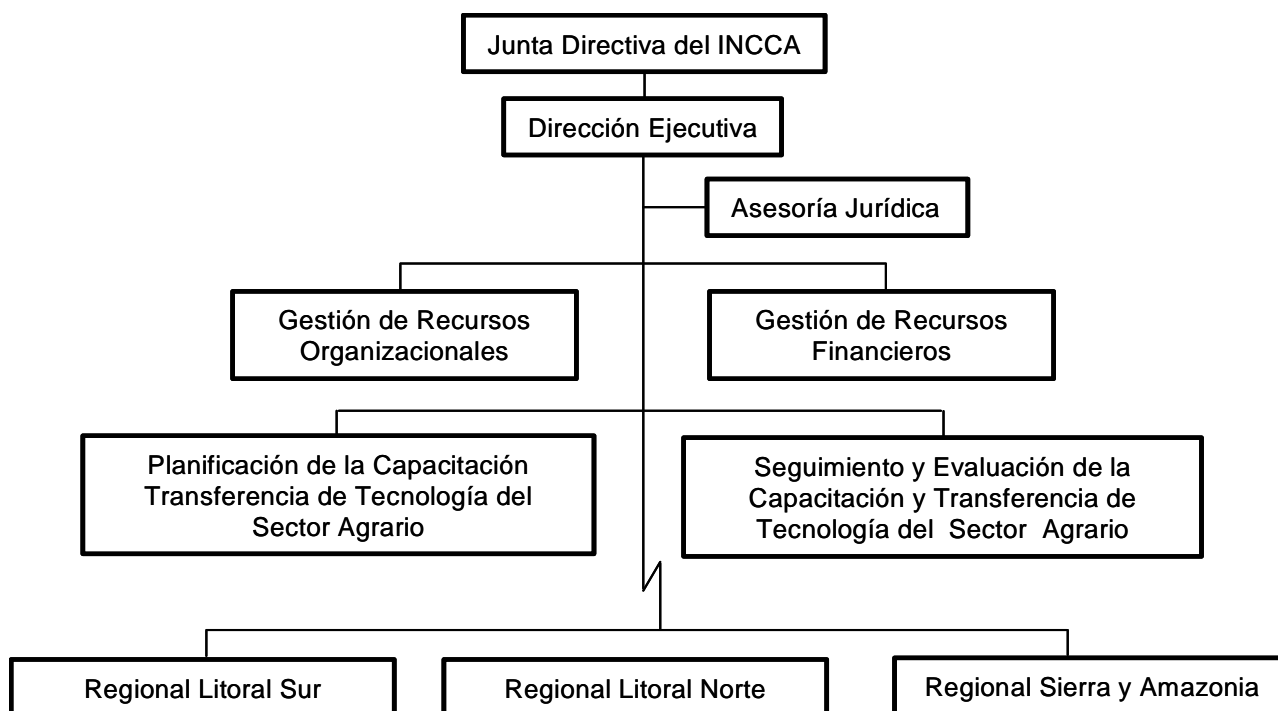 Junta Directiva del INCCA
Dirección Ejecutiva
Asesoría Jurídica
Gestión de Recursos
Organizacionales
Gestión de Recursos
Financieros
Planificación de la Capacitación
Transferencia de Tecnología del
Sector Agrario
Seguimiento y Evaluación de la
Capacitación y Transferencia de
Tecnología del Sector Agrario
Regional Litoral Sur
Regional Litoral Norte
Regional Sierra y Amazonia